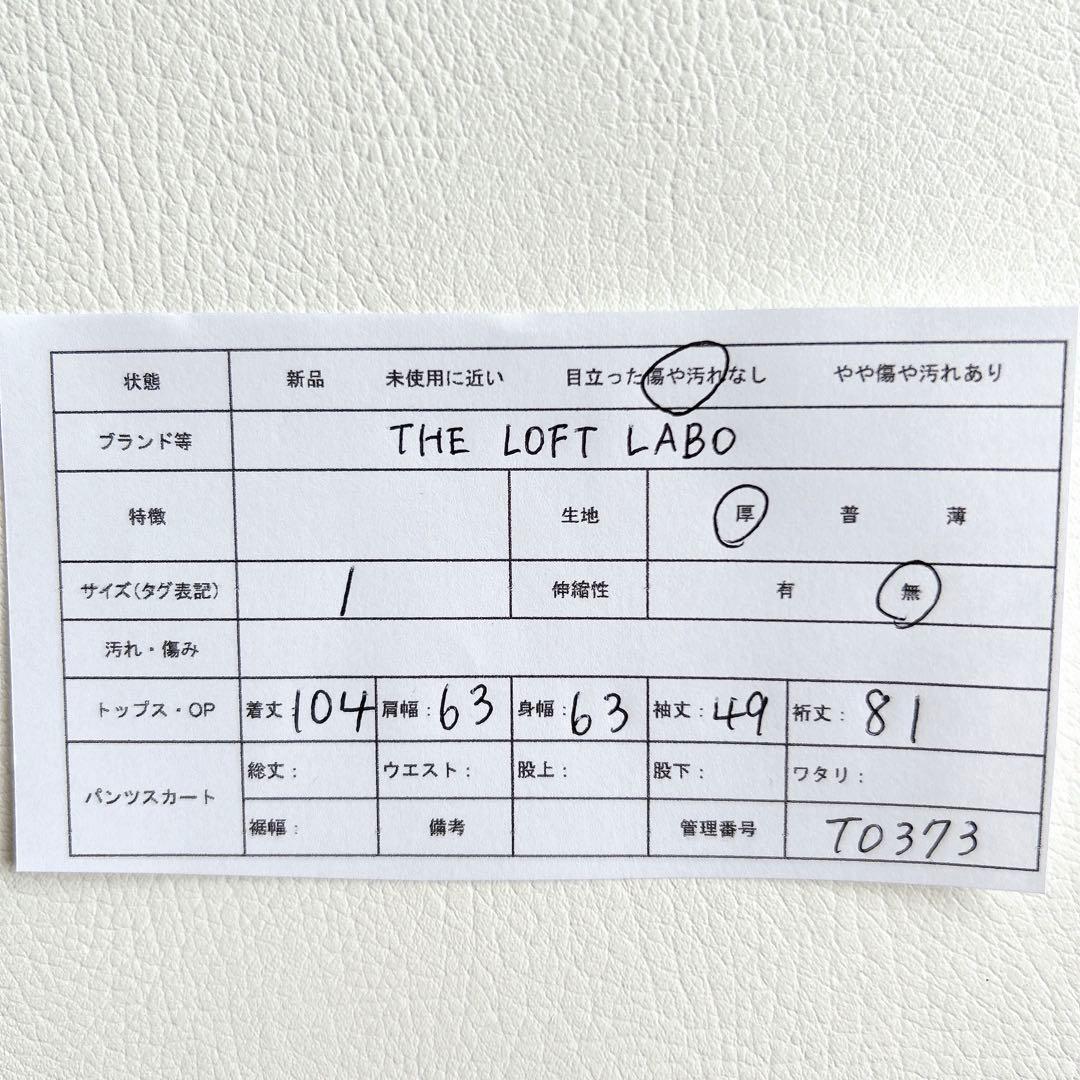 状態 新品 未使用に近い 目立った傷や汚れなし やや傷や汚れあり
ブランド等 THE LOFT LABO
特徴 生地 厚 普 薄
サイズ(タグ表記) 1 伸縮性 有 無
汚れ・傷み
トップス・OP 着丈:104 肩幅:63 身幅:63 袖丈:49 裄丈:81
パンツスカート 総丈: ウエスト: 股上: 股下: ワタリ:
裾幅: 備考 管理番号 T0373